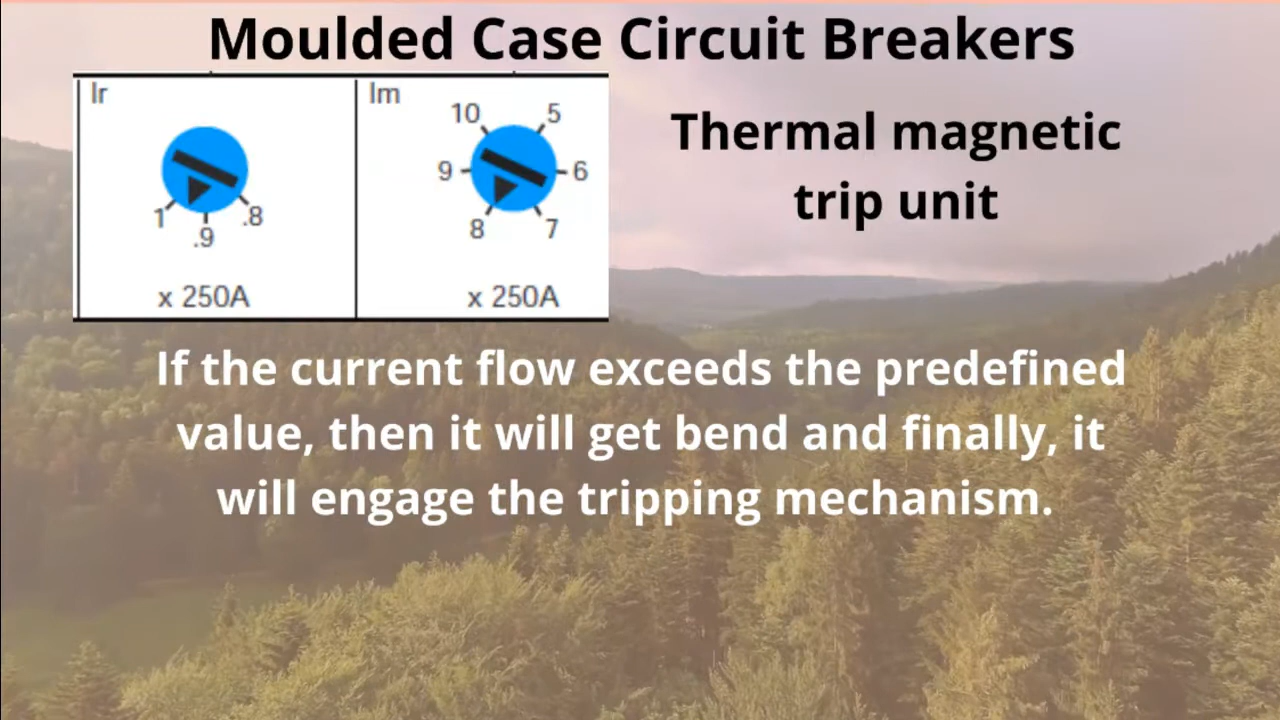 Moulded Case Circuit Breakers
Ir
1
.9
.8
x 250A
Im
10
5
9
6
8
7
x 250A
Thermal magnetic
trip unit
If the current flow exceeds the predefined
value, then it will get bend and finally, it
will engage the tripping mechanism.